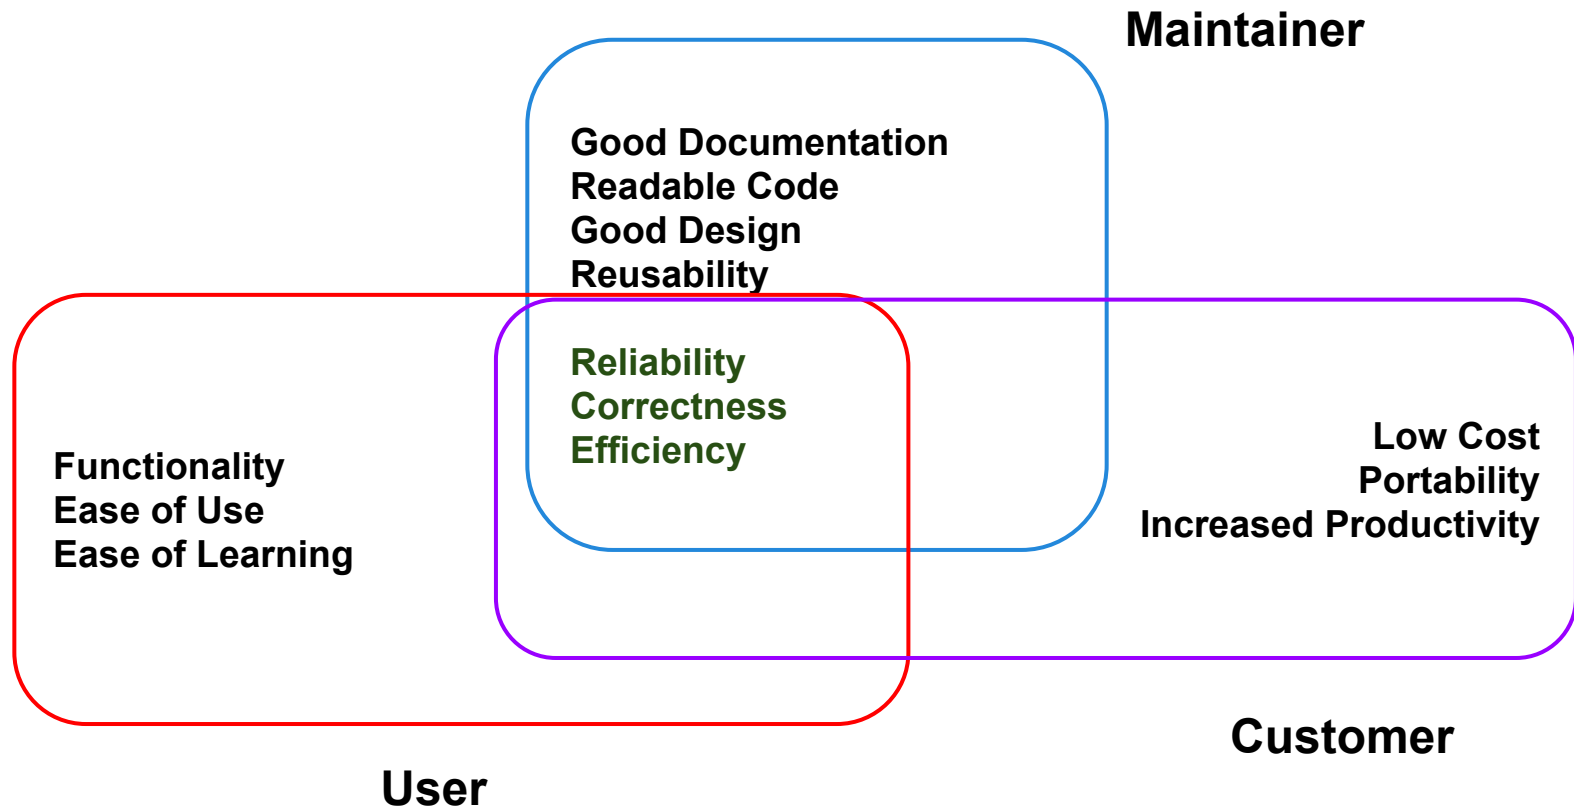 Maintainer
Good Documentation
Readable Code
Good Design
Reusability
Reliability
Correctness
Efficiency
Functionality
Ease of Use
Ease of Learning
Low Cost
Portability
Increased Productivity
Customer
User